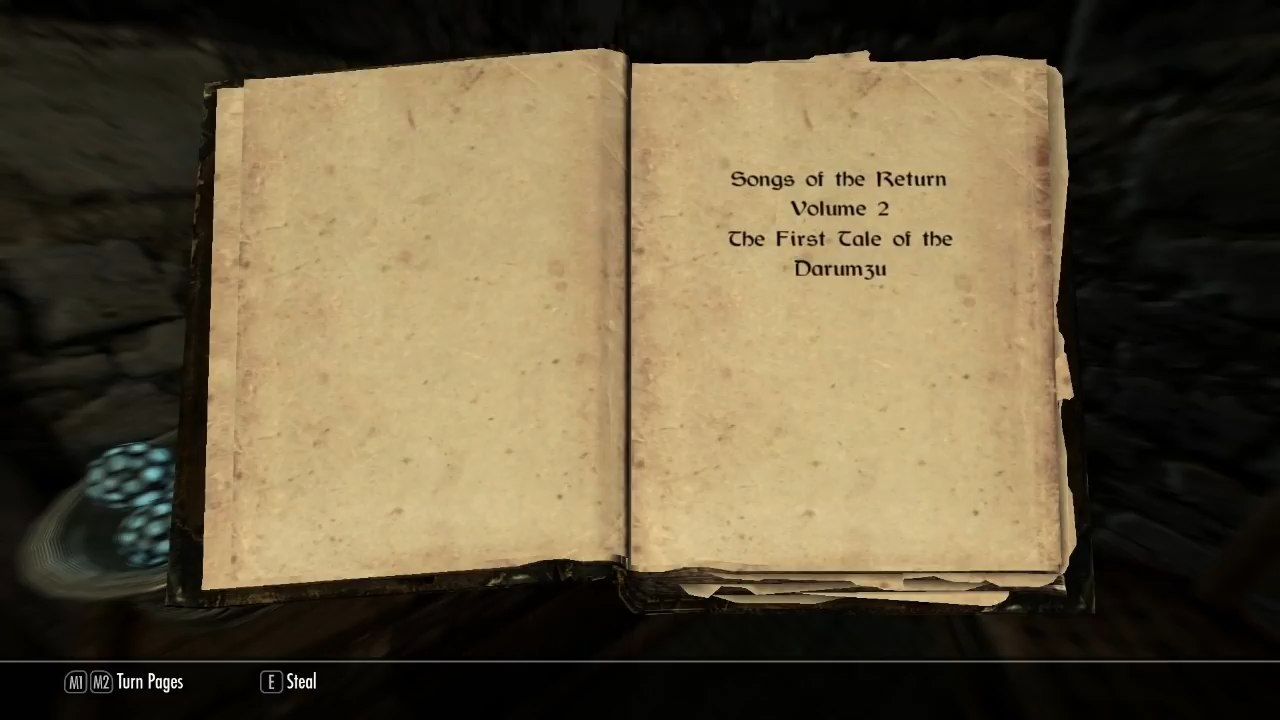 Songs of the Return
Volume 2
The First Tale of the
Darumzu
M1 M2 Turn Pages
E Steal